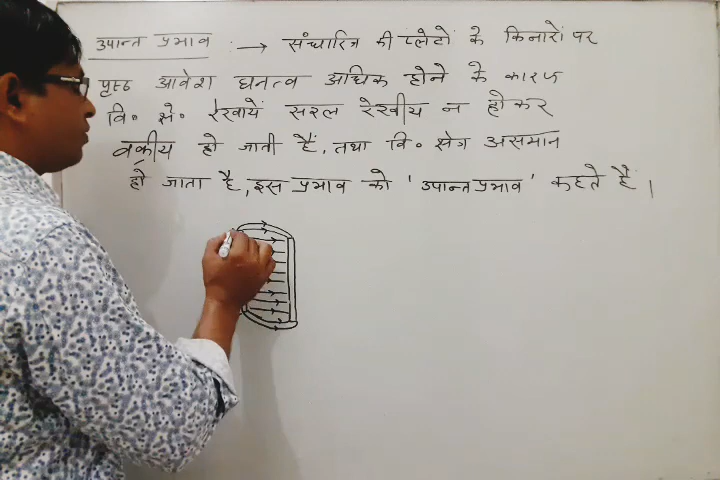 उपान्त प्रभाव :⟶ संधारित्र की प्लेटों के किनारों पर
पृष्ठ आवेश घनत्व अधिक होने के कारण
वि॰ क्षे॰ रेखायें सरल रेखीय न होकर
वक्रीय हो जाती हैं, तथा वि॰ क्षेत्र असमान
हो जाता है, इस प्रभाव को 'उपान्त प्रभाव' कहते हैं ।